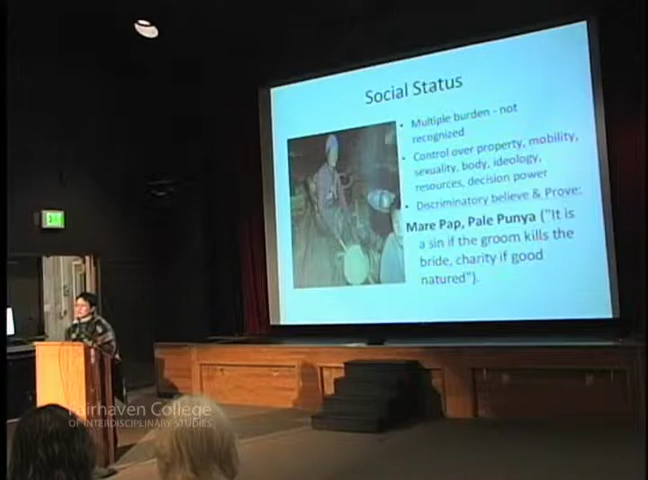 Social Status
• Multiple burden - not
recognized
• Control over property, mobility,
sexuality, body, ideology,
resources, decision power
• Discriminatory believe & Prove:
Mare Pap, Pale Punya ("It is
a sin if the groom kills the
bride, charity if good
natured").
Fairhaven College
OF INTERDISCIPLINARY STUDIES